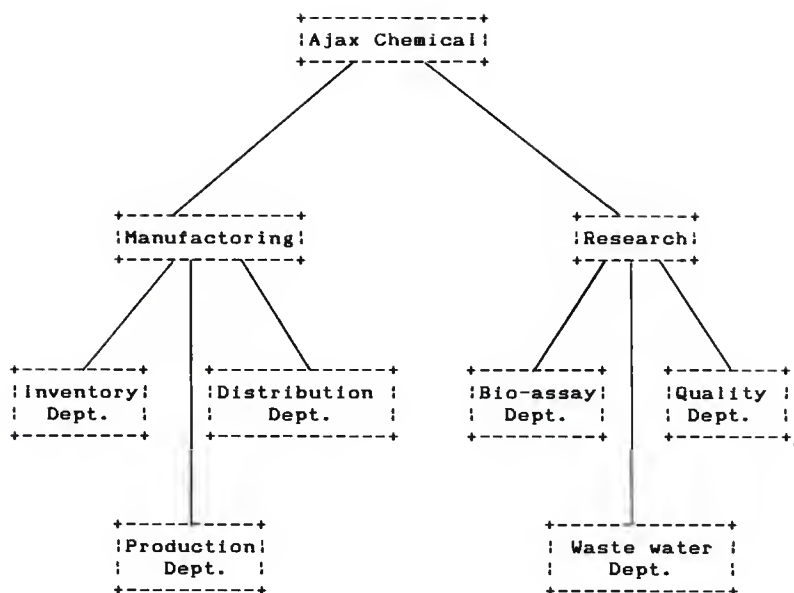 Ajax Chemical
Manufactoring
Research
Inventory
Dept.
Distribution
Dept.
Bio-assay
Dept.
Quality
Dept.
Production
Dept.
Waste water
Dept.